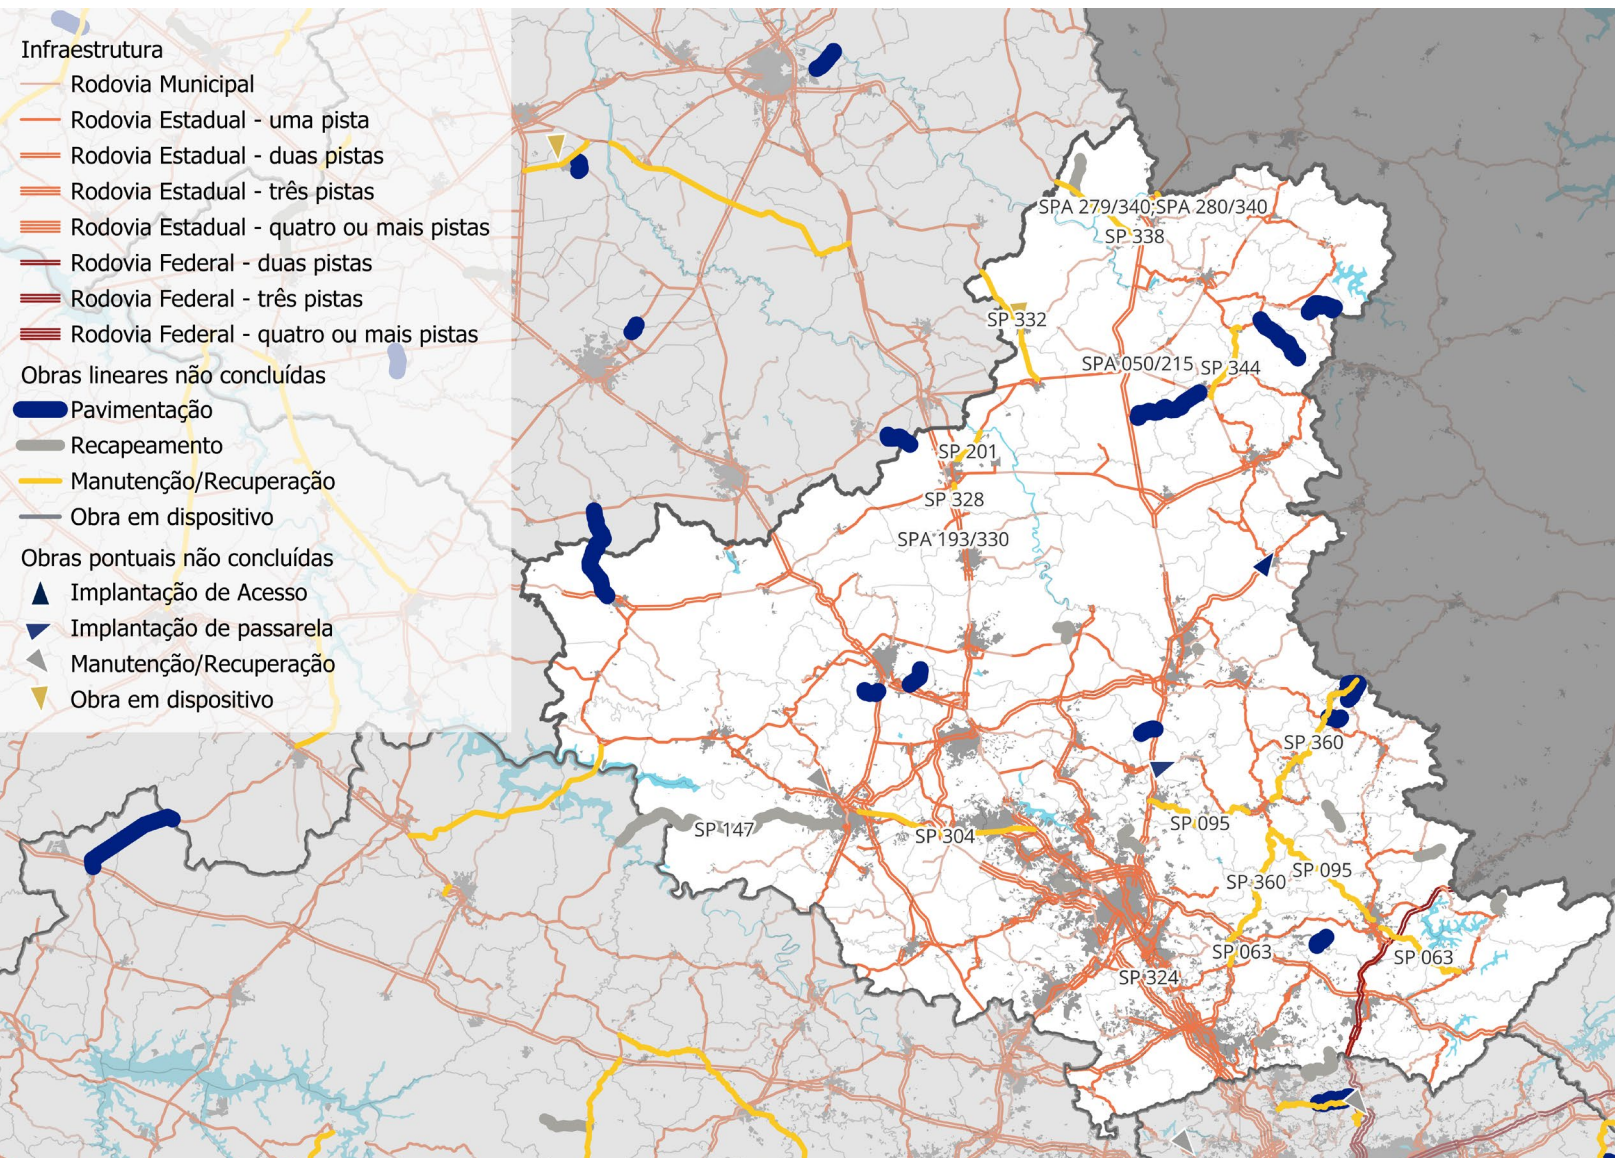 Infraestrutura
Rodovia Municipal
Rodovia Estadual - uma pista
Rodovia Estadual - duas pistas
Rodovia Estadual - três pistas
Rodovia Estadual - quatro ou mais pistas
Rodovia Federal - duas pistas
Rodovia Federal - três pistas
Rodovia Federal - quatro ou mais pistas
Obras lineares não concluídas
Pavimentação
Recapeamento
Manutenção/Recuperação
Obra em dispositivo
Obras pontuais não concluídas
Implantação de Acesso
Implantação de passarela
Manutenção/Recuperação
Obra em dispositivo
SPA 279/340;SPA 280/340
SP 338
SP 332
SPA 050/215
SP 344
SP 201
SP 328
SPA 193/330
SP 360
SP 147
SP 304
SP 095
SP 095
SP 360
SP 063
SP 063
SP 324